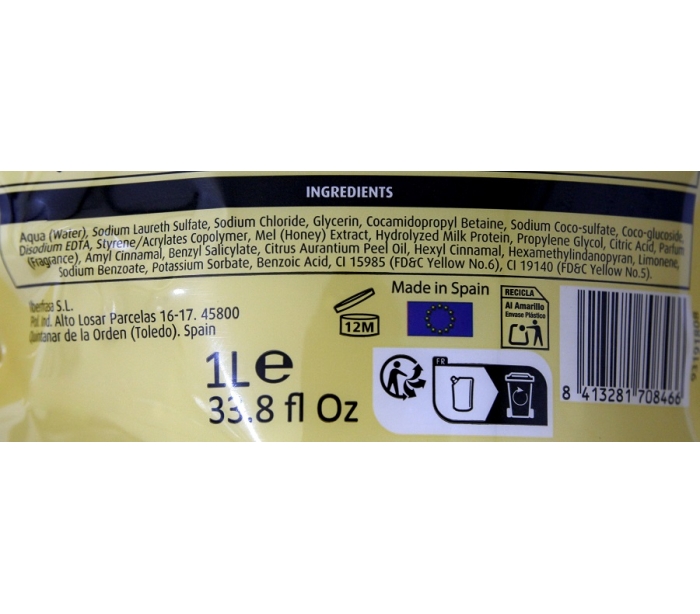 INGREDIENTS
Aqua (Water), Sodium Laureth Sulfate, Sodium Chloride, Glycerin, Cocamidopropyl Betaine, Sodium Coco-sulfate, Coco-glucoside,
Disodium EDTA, Styrene/Acrylates Copolymer, Mel (Honey) Extract, Hydrolyzed Milk Protein, Propylene Glycol, Citric Acid, Parfum
(Fragrance), Amyl Cinnamal, Benzyl Salicylate, Citrus Aurantium Peel Oil, Hexyl Cinnamal, Hexamethylindanopyran, Limonene,
Sodium Benzoate, Potassium Sorbate, Benzoic Acid, CI 15985 (FD&C Yellow No.6), CI 19140 (FD&C Yellow No.5).
S.L.
Pol. Ind. Alto Losar Parcelas 16-17. 45800
Quintanar de la Orden (Toledo). Spain
12M
Made in Spain
RECICLA
Al Amarillo
Envase Plástico
1L e
33.8 fl Oz
FR
8 413281 708466